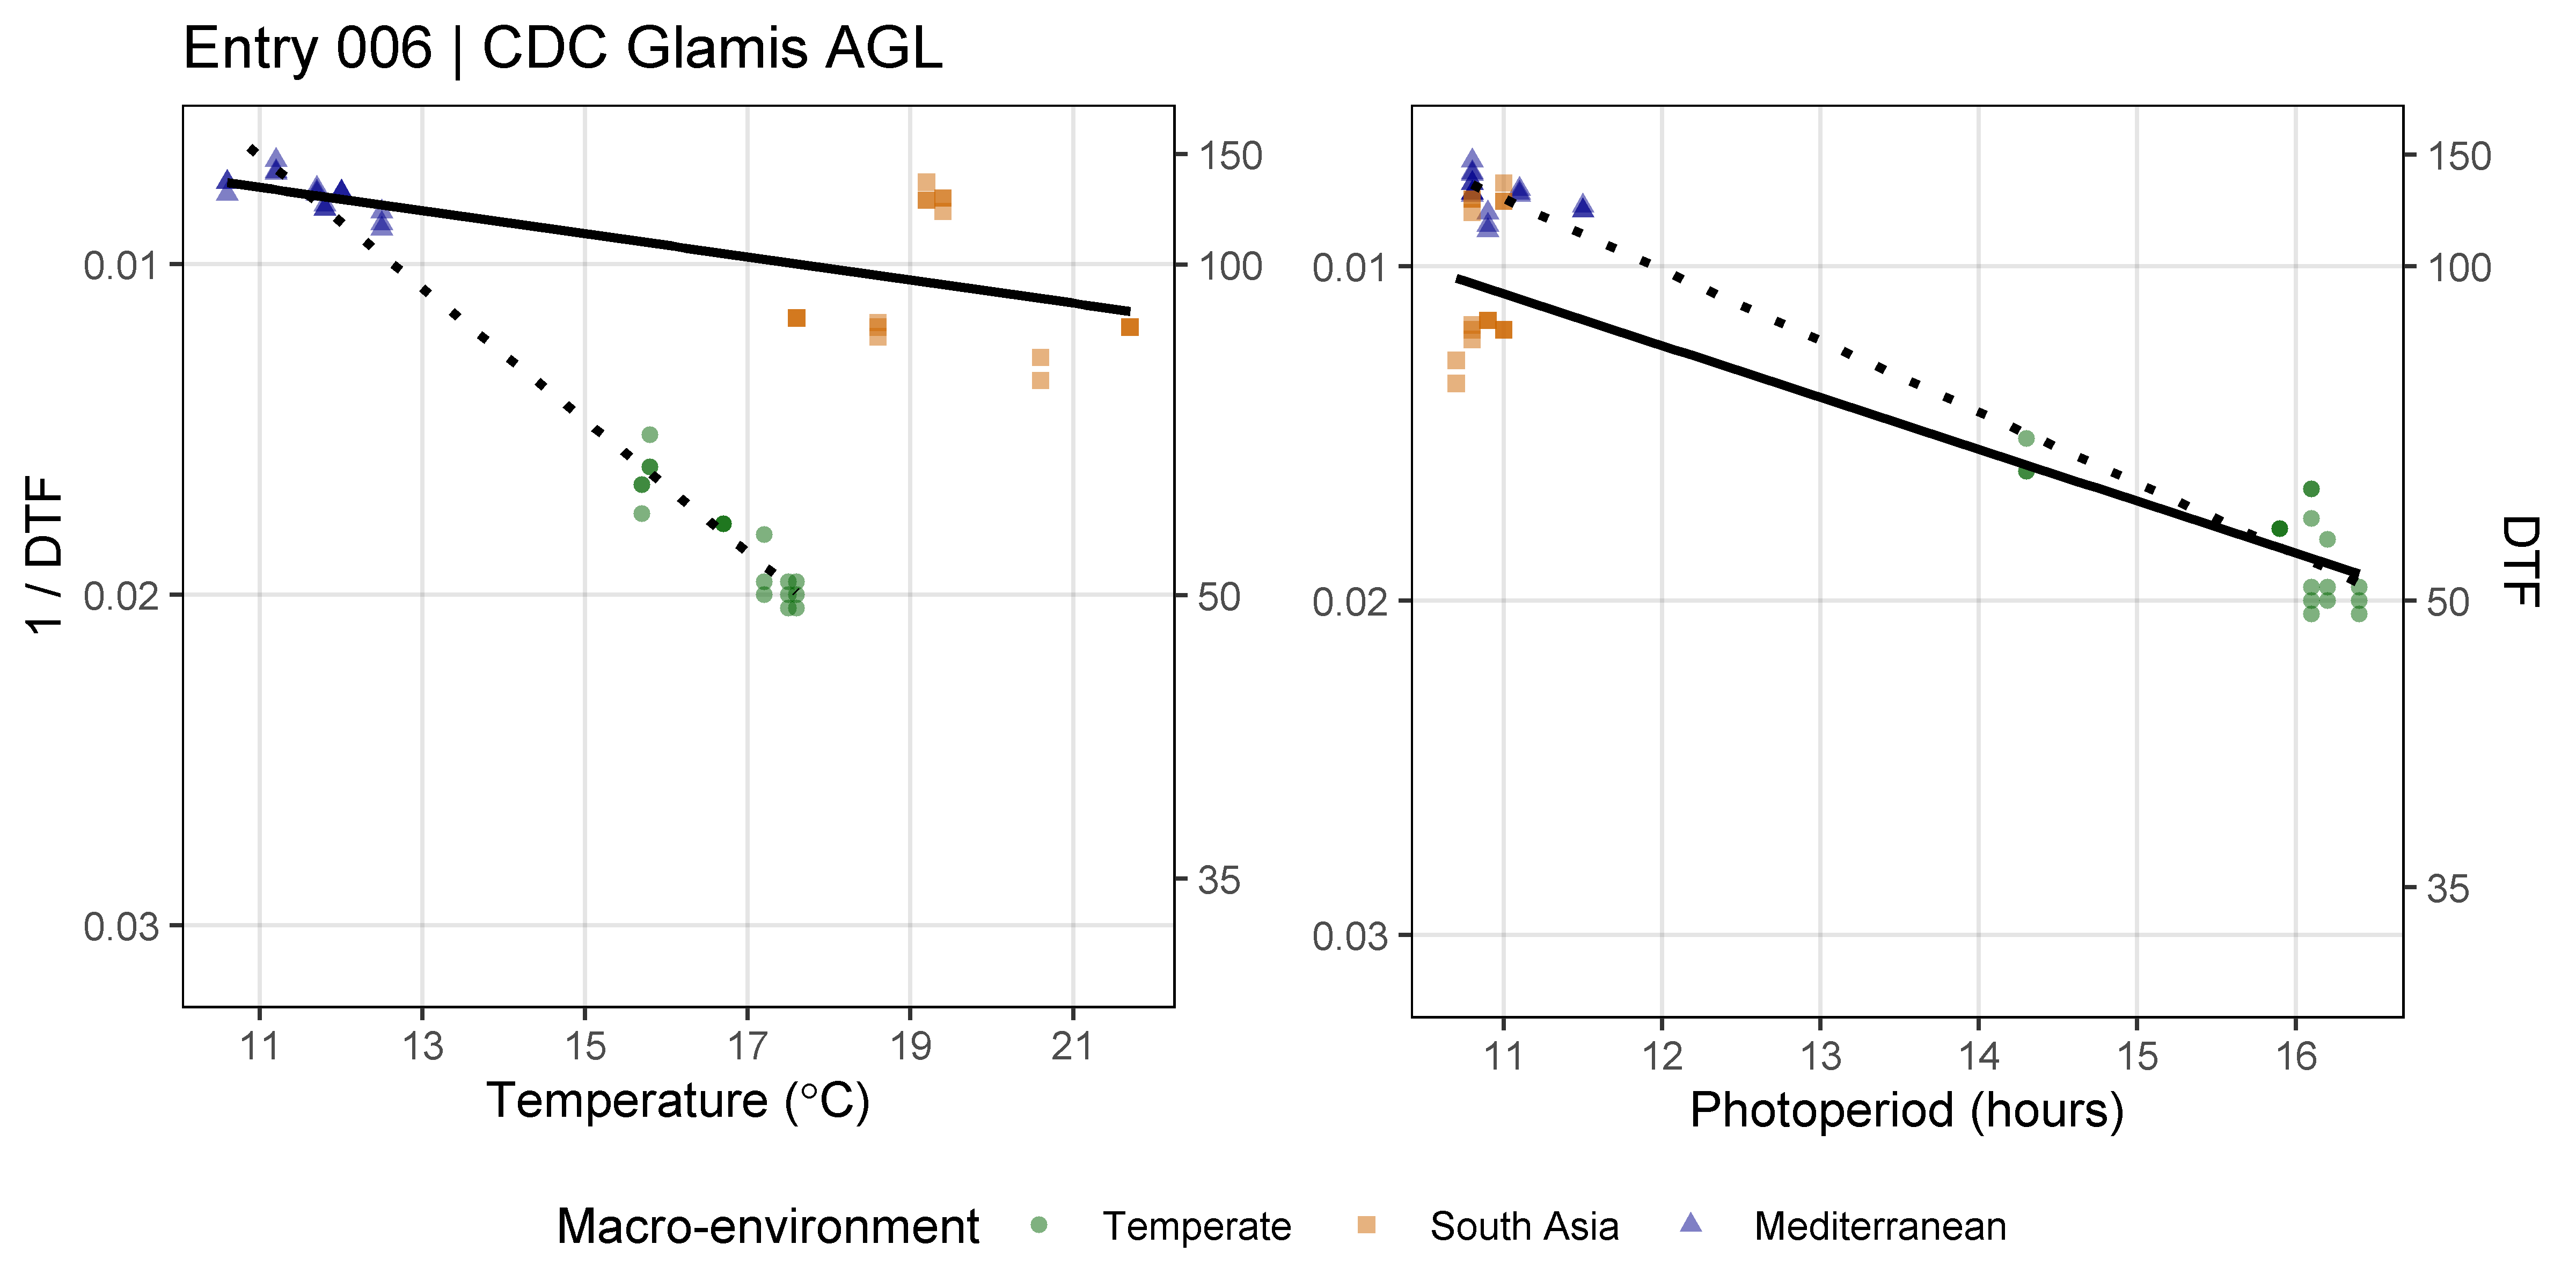 Entry 006 | CDC Glamis AGL
1 / DTF
0.01
0.02
0.03
150
100
50
35
11 13 15 17 19 21
Temperature (°C)
0.01
0.02
0.03
150
100
50
35
DTF
11 12 13 14 15 16
Photoperiod (hours)
Macro-environment Temperate South Asia Mediterranean